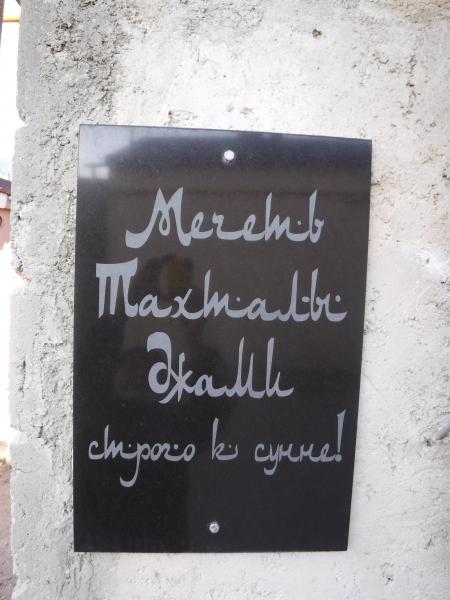 Мечеть
Тахталы
Джами
строго к сунне!